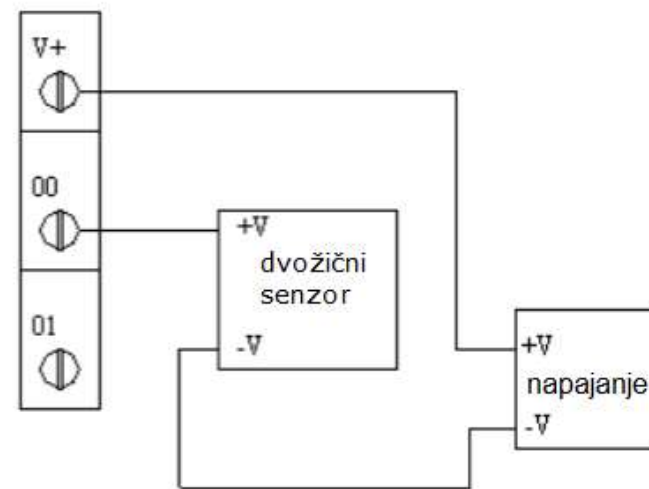 V+
00
01
+V
dvožični
senzor
-V
+V
napajanje
-V